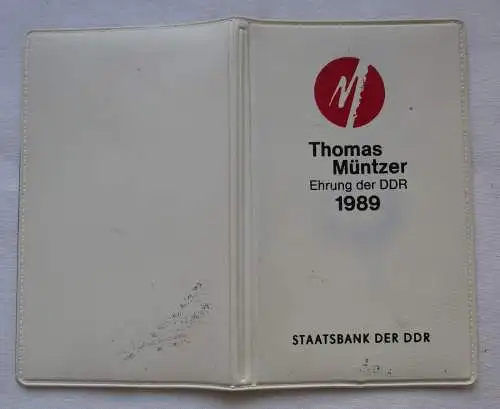 M
Thomas
Müntzer
Ehrung der DDR
1989
STAATSBANK DER DDR